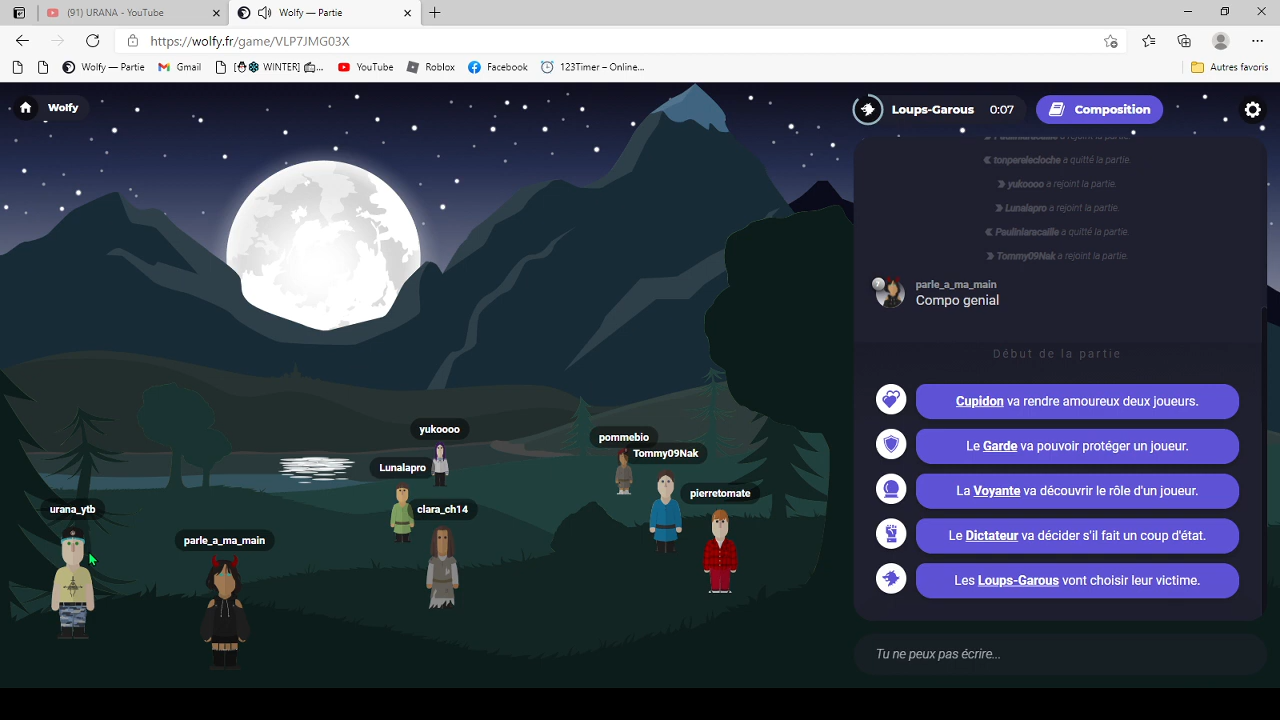 (91) URANA - YouTube
Wolfy — Partie
https://wolfy.fr/game/VLP7JMG03X
Wolfy — Partie
Gmail
WINTER]
YouTube
Roblox
Facebook
123Timer – Online...
Autres favoris
Wolfy
Loups-Garous 0:07
Composition
a rejoint la partie.
tonperelecloche a quitté la partie.
yukoooo a rejoint la partie.
Lunalapro a rejoint la partie.
a quitté la partie.
Tommy09Nak a rejoint la partie.
7
parle_a_ma_main
Compo genial
Début de la partie
Cupidon va rendre amoureux deux joueurs.
Le Garde va pouvoir protéger un joueur.
La Voyante va découvrir le rôle d'un joueur.
Le Dictateur va décider s'il fait un coup d'état.
Les Loups-Garous vont choisir leur victime.
Tu ne peux pas écrire...
yukoooo
pommebio
Tommy09Nak
Lunalapro
pierretomate
urana_ytb
clara_ch14
parle_a_ma_main